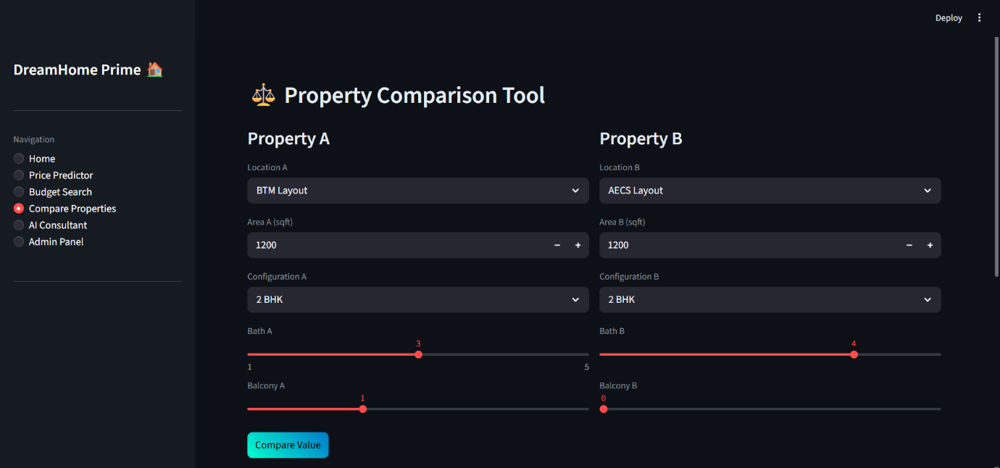 Deploy
DreamHome Prime
Navigation
Home
Price Predictor
Budget Search
Compare Properties
AI Consultant
Admin Panel
Property Comparison Tool
Property A
Location A
BTM Layout
Area A (sqft)
1200
Configuration A
2 BHK
Bath A
3
1
5
Balcony A
1
Compare Value
Property B
Location B
AECS Layout
Area B (sqft)
1200
Configuration B
2 BHK
Bath B
4
Balcony B
0